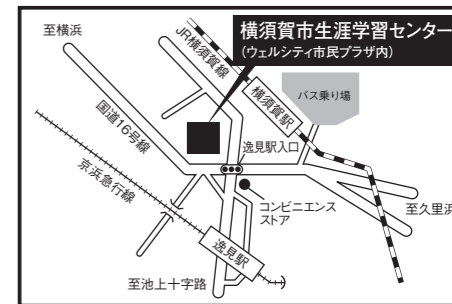 横須賀市生涯学習センター
(ウェルシティ市民プラザ内)
至横浜
JR横須賀線
横須賀駅
バス乗り場
国道16号線
逸見駅入口
京浜急行線
コンビニエンス
ストア
至久里浜
逸見駅
至池上十字路